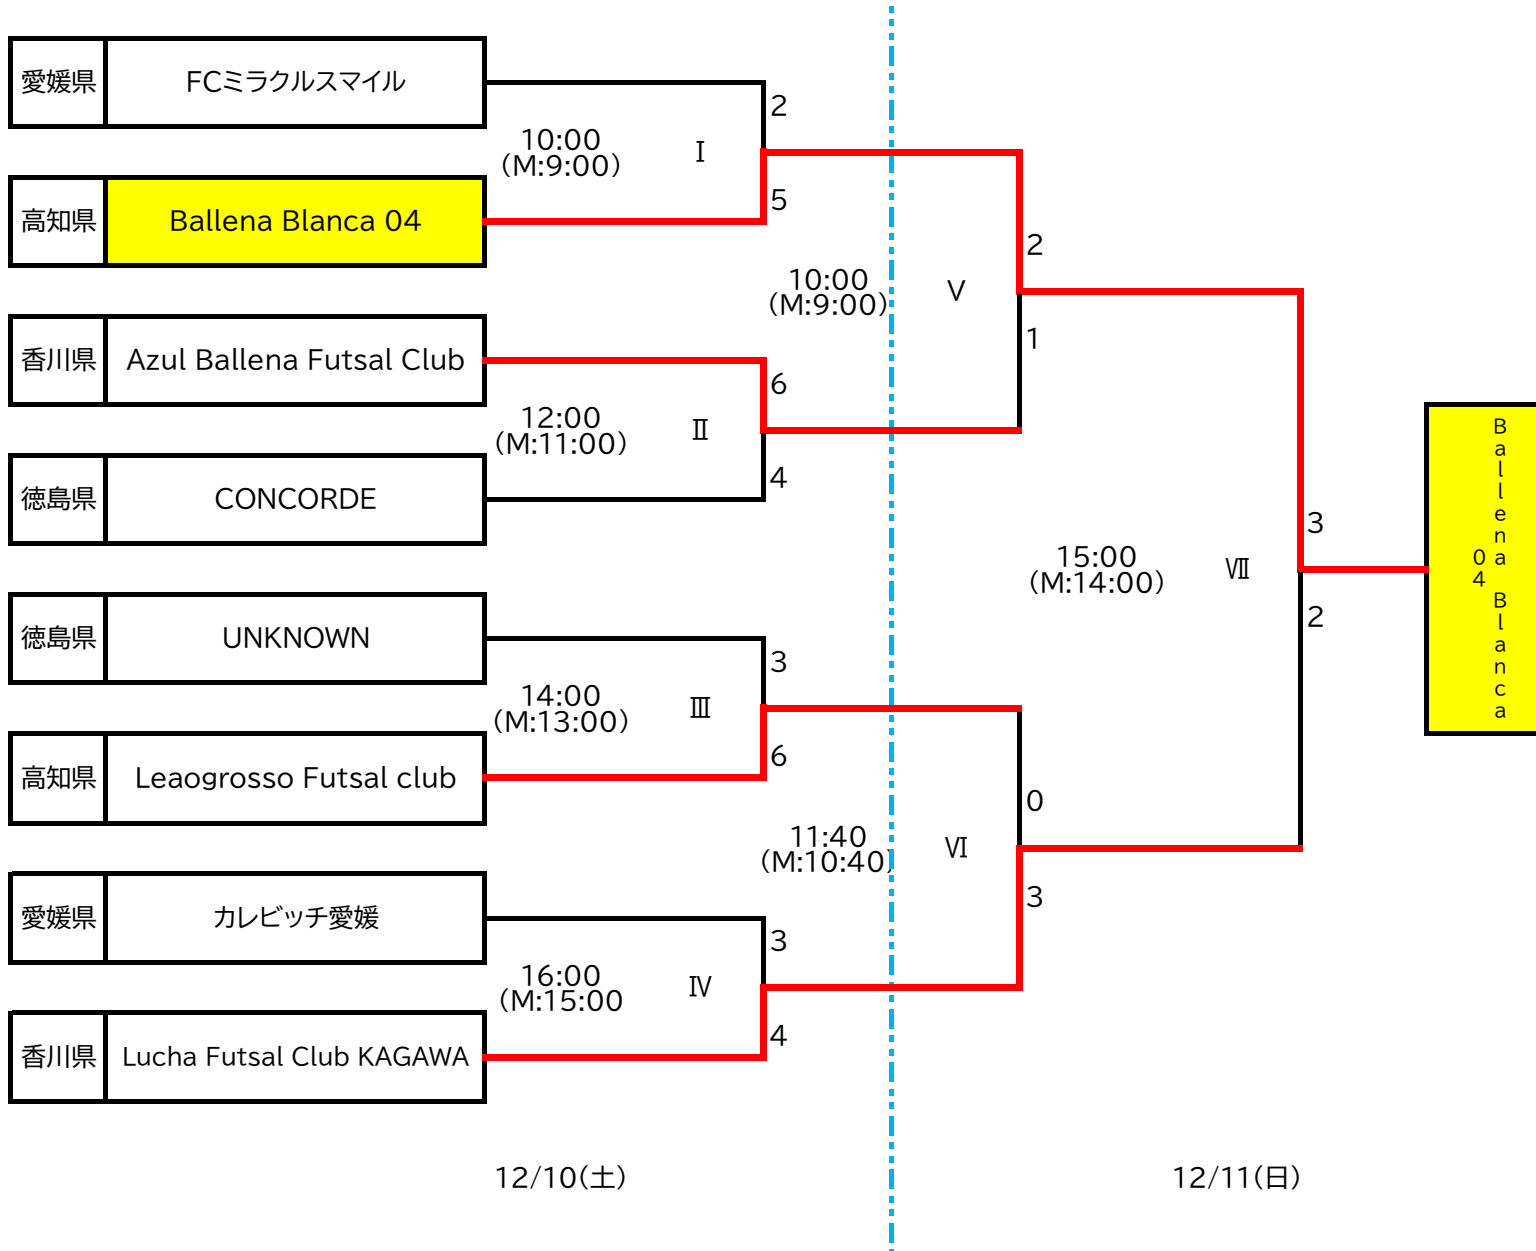 愛媛県 FCミラクルスマイル
2
10:00
(M:9:00)
Ⅰ
高知県 Ballena Blanca 04
5
2
10:00
(M:9:00)
Ⅴ
1
香川県 Azul Ballena Futsal Club
6
12:00
(M:11:00)
Ⅱ
徳島県 CONCORDE
4
3
15:00
(M:14:00)
Ⅶ
2
Ballena Blanca
04
徳島県 UNKNOWN
3
14:00
(M:13:00)
Ⅲ
高知県 Leaogrosso Futsal club
6
0
11:40
(M:10:40)
Ⅵ
3
愛媛県 カレビッチ愛媛
3
16:00
(M:15:00
Ⅳ
香川県 Lucha Futsal Club KAGAWA
4
12/10(土)
12/11(日)